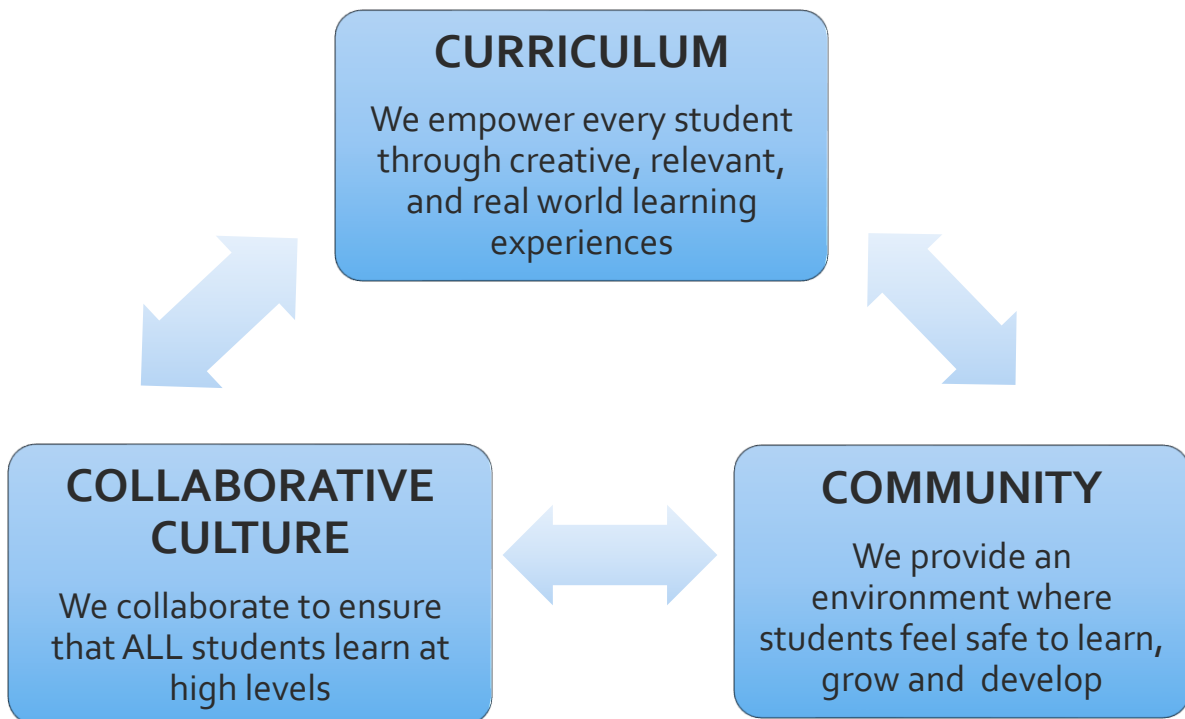 CURRICULUM
We empower every student
through creative, relevant,
and real world learning
experiences
COLLABORATIVE
CULTURE
We collaborate to ensure
that ALL students learn at
high levels
COMMUNITY
We provide an
environment where
students feel safe to learn,
grow and  develop